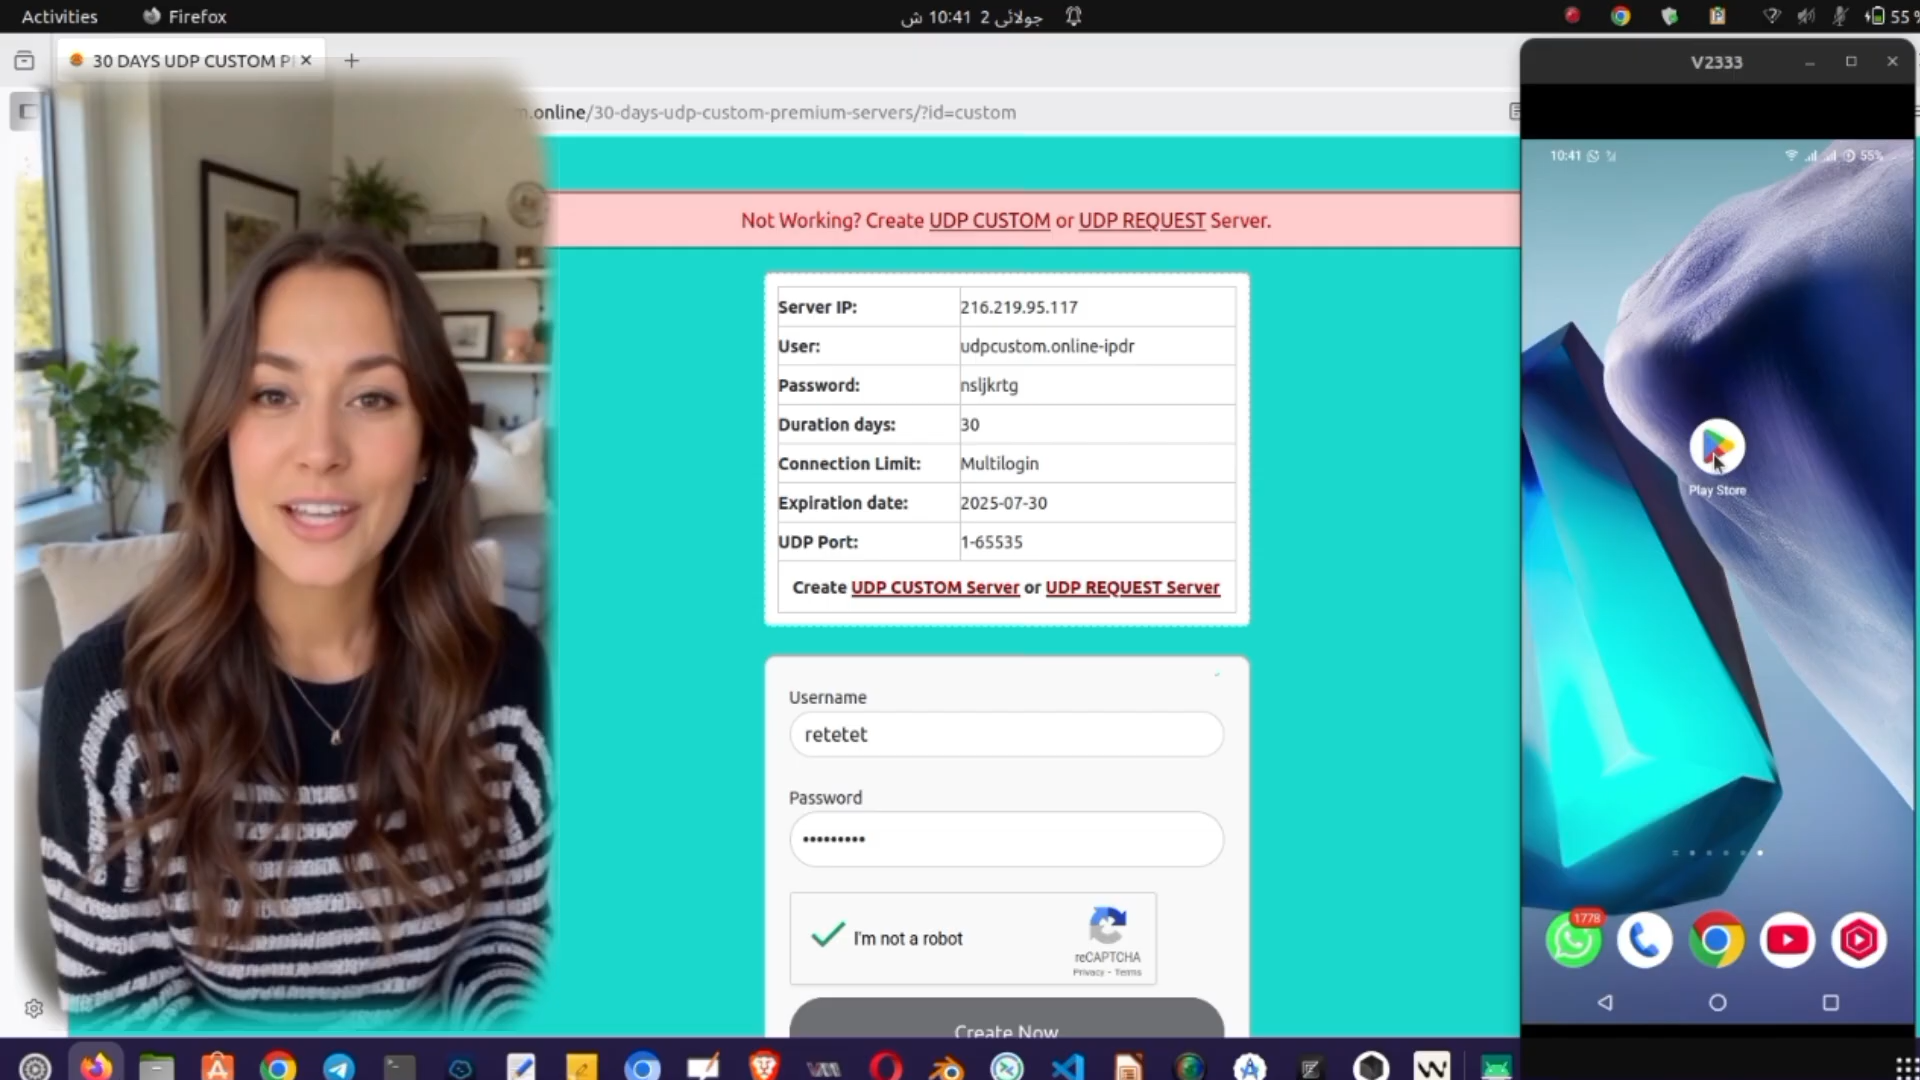 Activities
Firefox
جولائی 2 10:41 ش
55 %
30 DAYS UDP CUSTOM P
.online/30-days-udp-custom-premium-servers/?id=custom
Not Working? Create UDP CUSTOM or UDP REQUEST Server.
Server IP: 216.219.95.117
User: udpcustom.online-ipdr
Password: nsljkrtg
Duration days: 30
Connection Limit: Multilogin
Expiration date: 2025-07-30
UDP Port: 1-65535
Create UDP CUSTOM Server or UDP REQUEST Server
Username
retetet
Password
•••••••••
I'm not a robot
reCAPTCHA
Privacy - Terms
Create Now
V2333
10:41
55%
Play Store
1778